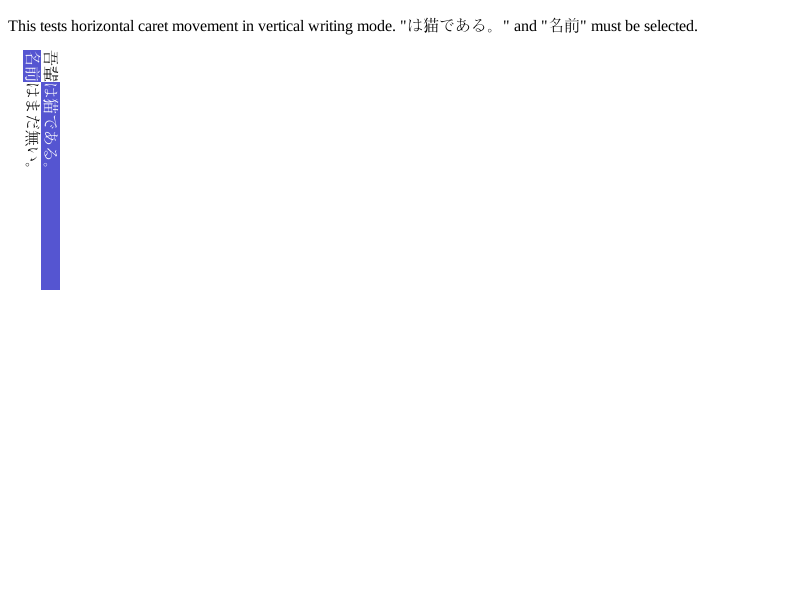 This tests horizontal caret movement in vertical writing mode. "は猫である。" and "名前" must be selected.
吾輩は猫である。
名前はまだ無い。